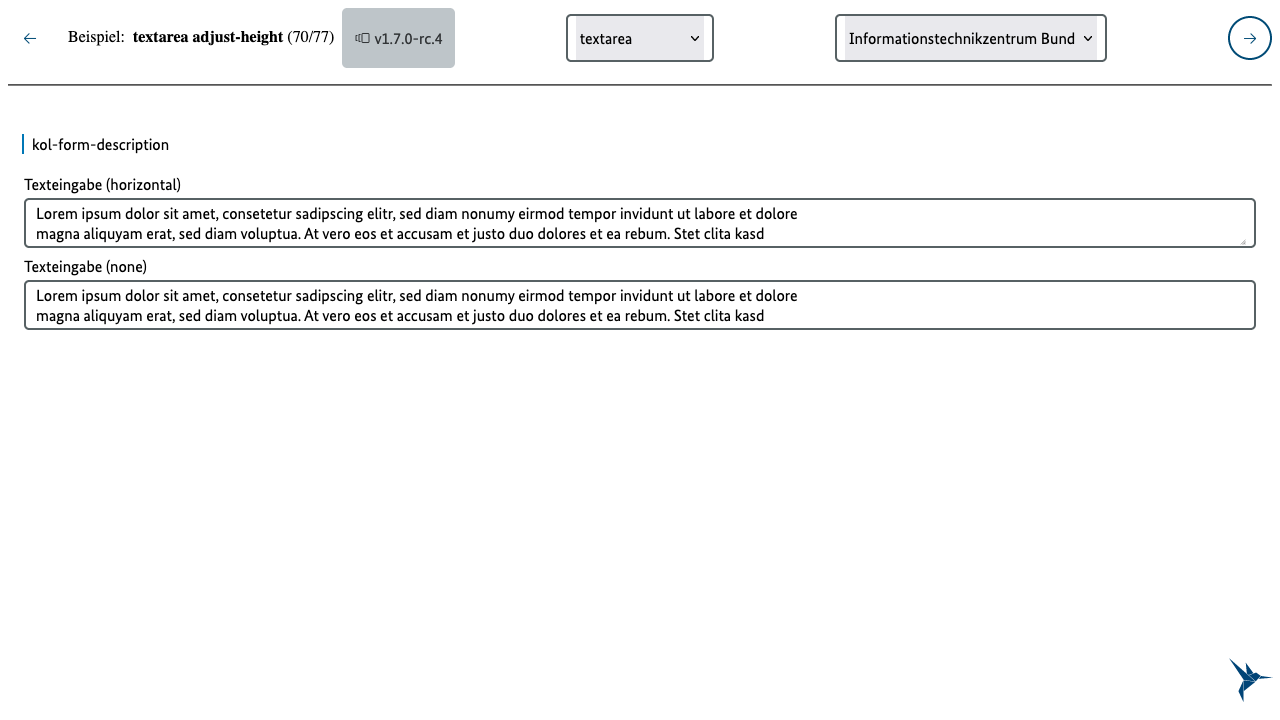 Beispiel: textarea adjust-height (70/77) v1.7.0-rc.4 textarea Informationstechnikzentrum Bund
kol-form-description
Texteingabe (horizontal)
Lorem ipsum dolor sit amet, consetetur sadipscing elitr, sed diam nonumy eirmod tempor invidunt ut labore et dolore
magna aliquyam erat, sed diam voluptua. At vero eos et accusam et justo duo dolores et ea rebum. Stet clita kasd
Texteingabe (none)
Lorem ipsum dolor sit amet, consetetur sadipscing elitr, sed diam nonumy eirmod tempor invidunt ut labore et dolore
magna aliquyam erat, sed diam voluptua. At vero eos et accusam et justo duo dolores et ea rebum. Stet clita kasd